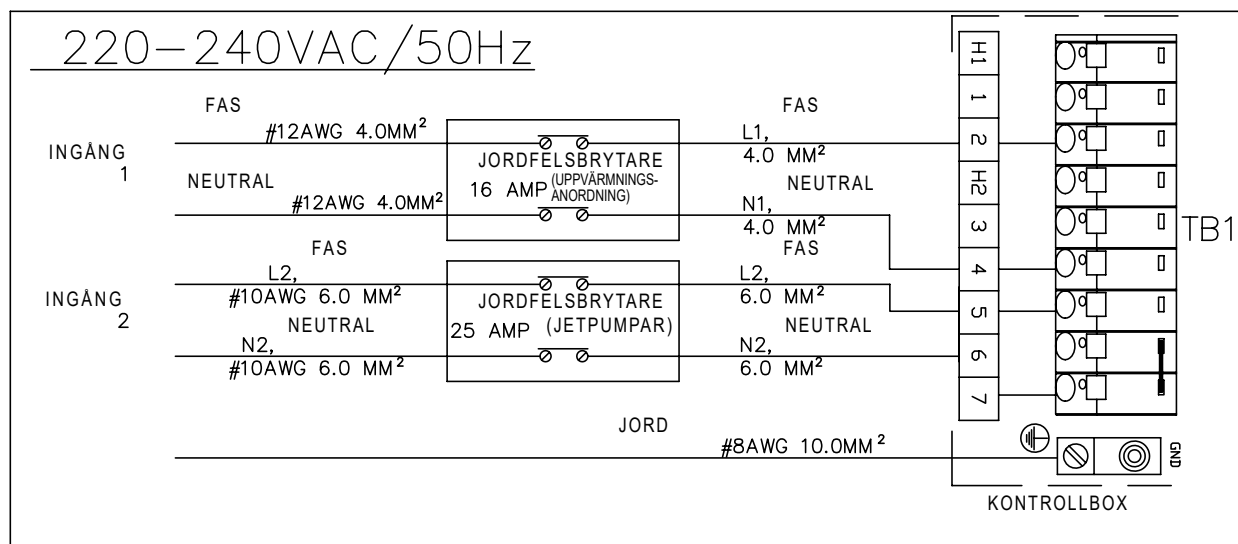 220-240VAC/50Hz
INGÅNG
1
FAS
#12AWG 4.0MM²
NEUTRAL
#12AWG 4.0MM²
JORDFELSBRYTARE
16 AMP (UPPVÄRMNINGS-
ANORDNING)
FAS
L1,
4.0 MM²
NEUTRAL
N1,
4.0 MM²
INGÅNG
2
FAS
L2,
#10AWG 6.0 MM²
NEUTRAL
N2,
#10AWG 6.0 MM²
JORDFELSBRYTARE
25 AMP (JETPUMPAR)
FAS
L2,
6.0 MM²
NEUTRAL
N2,
6.0 MM²
JORD
#8AWG 10.0MM²
H1
1
2
H2
3
4
5
6
7
TB1
GND
KONTROLLBOX